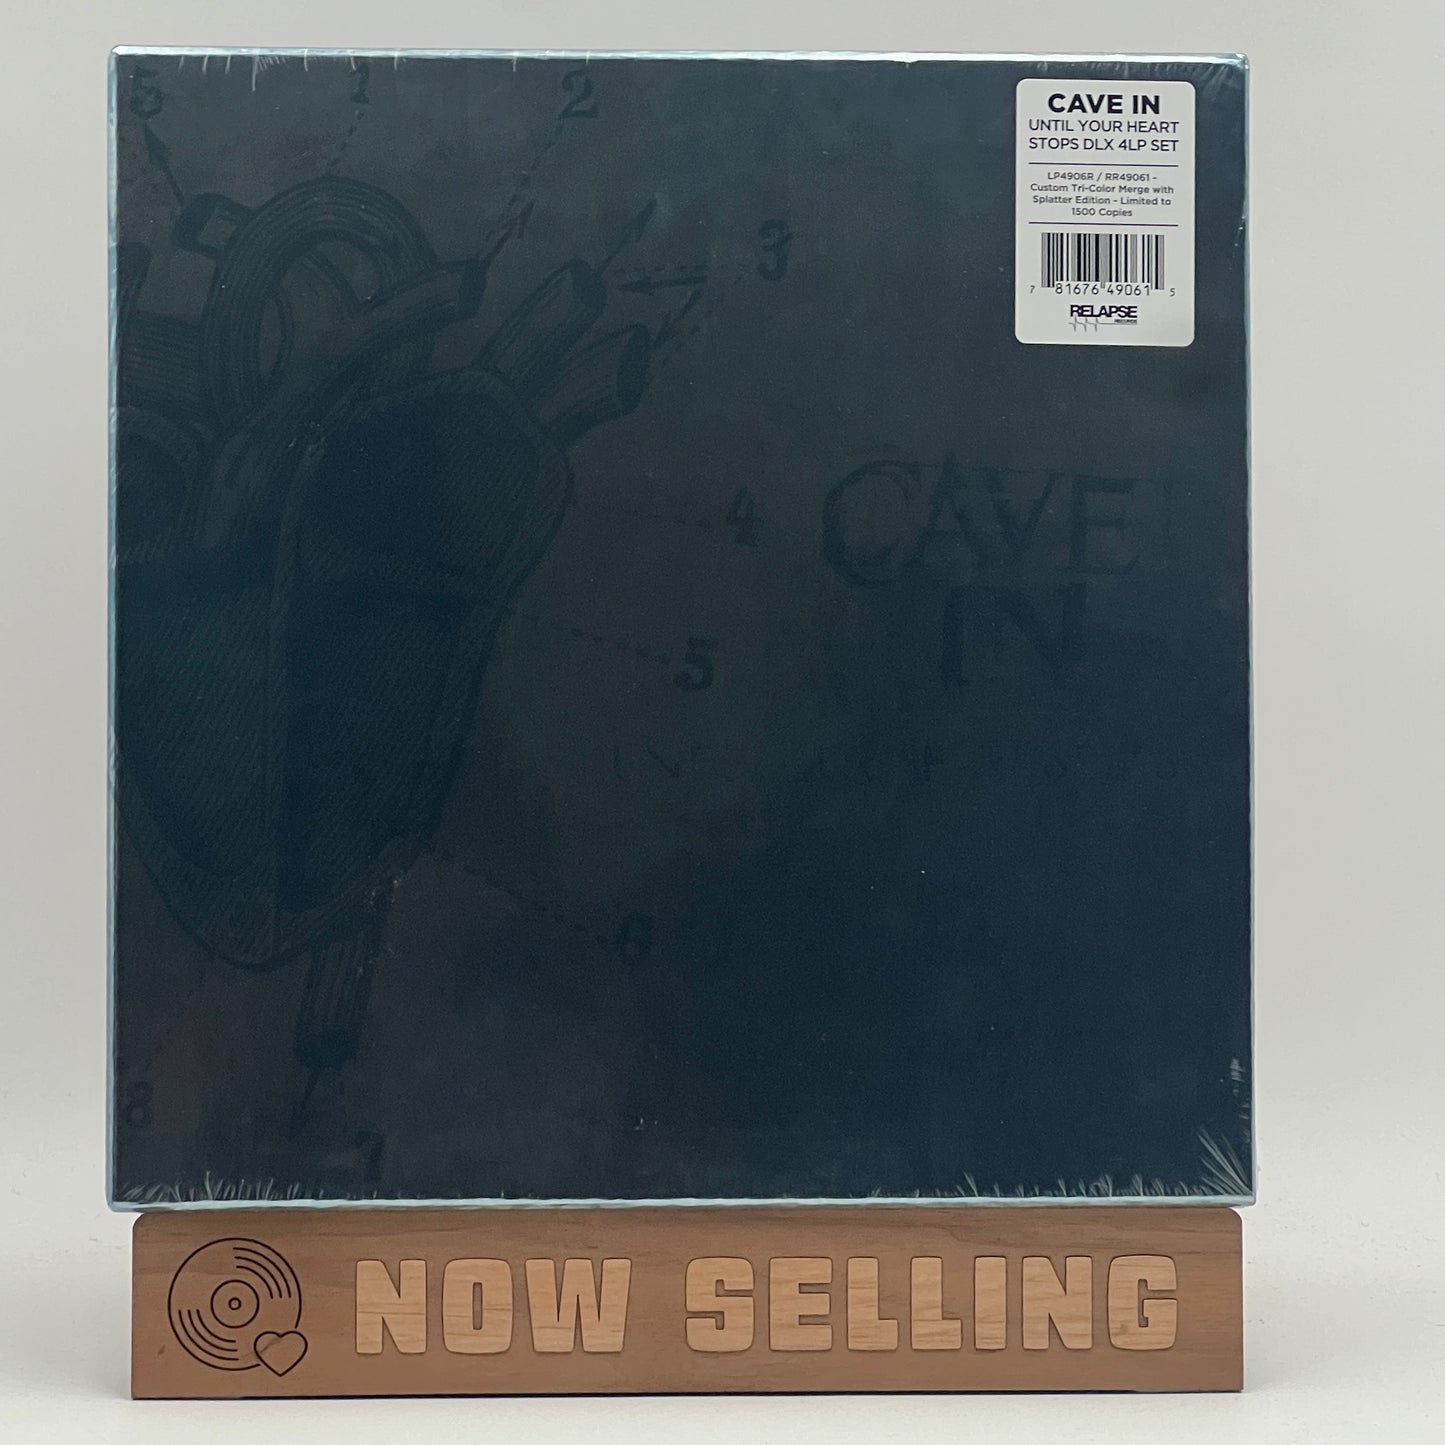 5 1 2
3
4
5
6
8
7
CAVE
IN
CAVE IN
UNTIL YOUR HEART
STOPS DLX 4LP SET
LP4906R / RR49061 -
Custom Tri-Color Merge with
Splatter Edition - Limited to
1500 Copies
7 81676 49061 5
RELAPSE
RECORDS
NOW SELLING